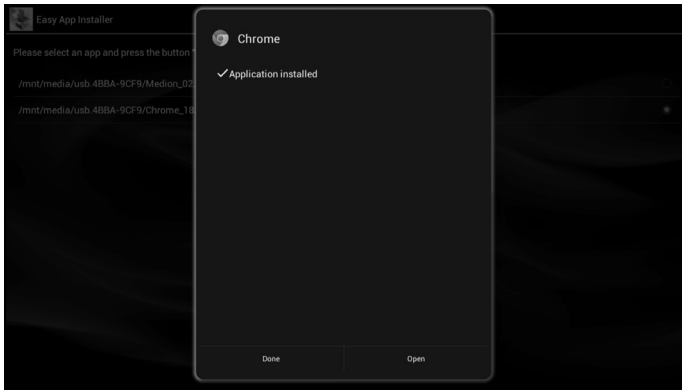 Easy App Installer
Chrome
Please select an app and press the button "
Application installed
/mnt/media/usb.4BBA-9CF9/Medion_02
/mnt/media/usb.4BBA-9CF9/Chrome_18
Done
Open